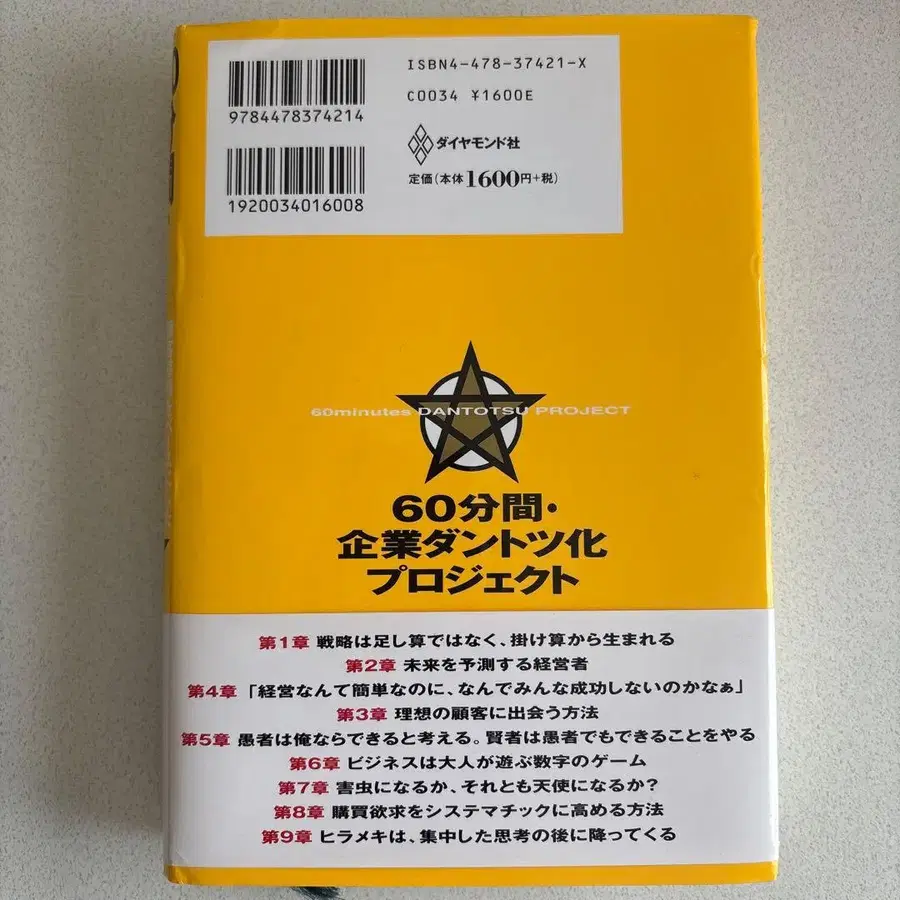 ISBN4-478-37421-X
C0034 ¥1600E
9784478374214
ダイヤモンド社
定価(本体1600円+税)
1920034016008
60minutes DANTOTSU PROJECT
60分間・
企業ダントツ化
プロジェクト
第1章 戦略は足し算ではなく、掛け算から生まれる
第2章 未来を予測する経営者
第4章 「経営なんて簡単なのに、なんでみんな成功しないのかなぁ」
第3章 理想の顧客に出会う方法
第5章 愚者は俺ならできると考える。賢者は愚者でもできることをやる
第6章 ビジネスは大人が遊ぶ数字のゲーム
第7章 害虫になるか、それとも天使になるか?
第8章 購買欲求をシステマチックに高める方法
第9章 ヒラメキは、集中した思考の後に降ってくる